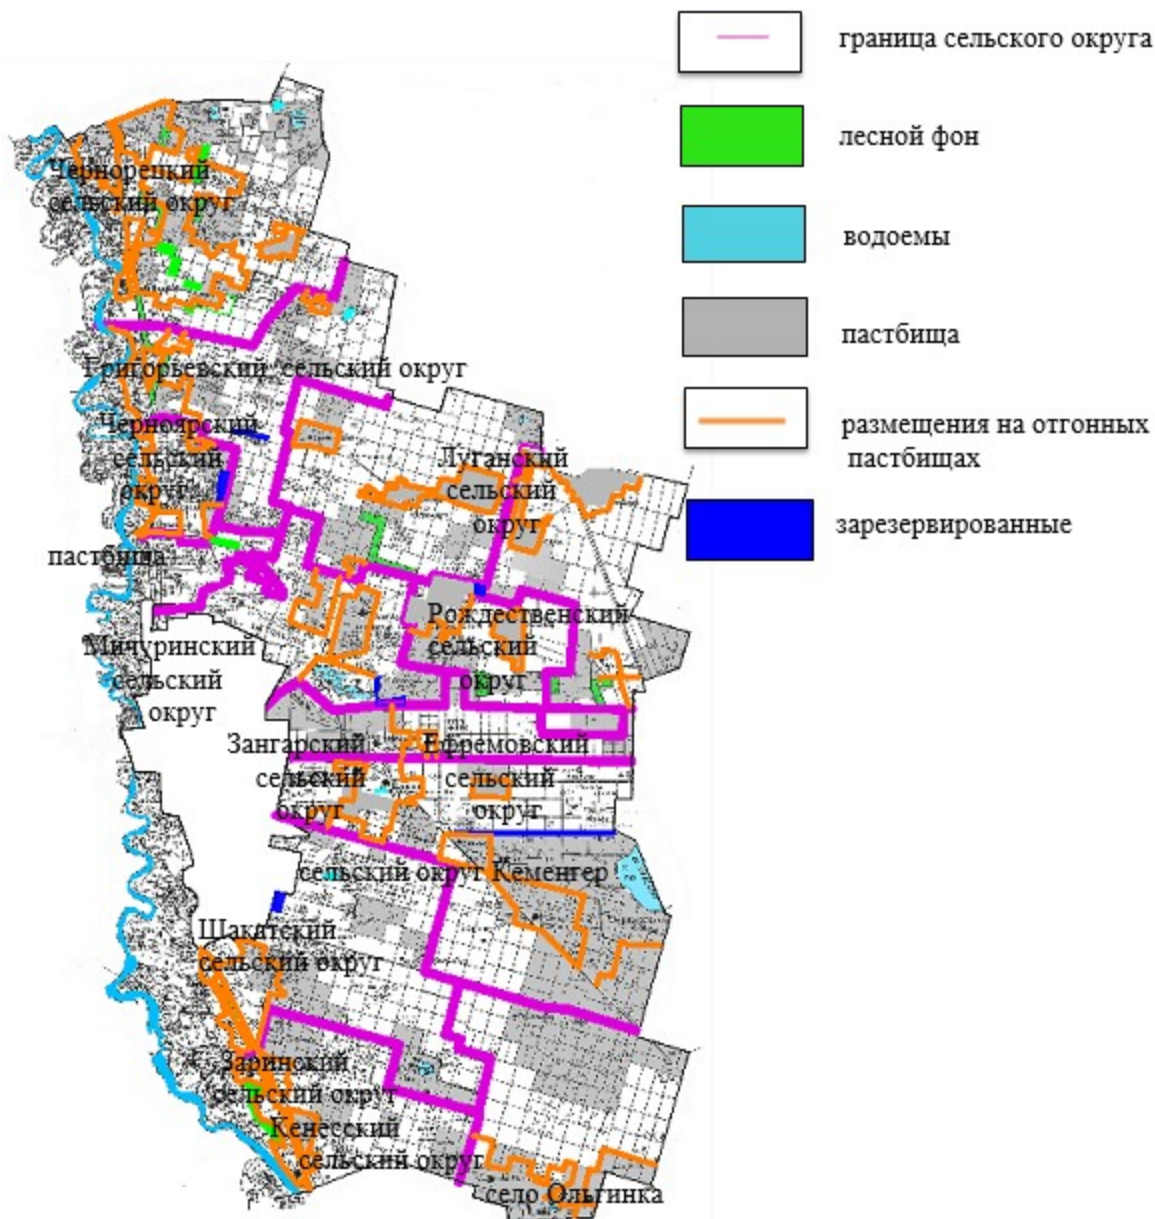 граница сельского округа
лесной фон
водоемы
пастбища
размещения на отгонных
пастбищах
зарезервированные
Чернорецкий
сельский округ
Григорьевский сельский округ
Черноярский
сельский
округ
Луганский
сельский
округ
пастбища
Рождественский
сельский
округ
Мичуринский
сельский
округ
Зангарский
сельский
округ
Ефремовский
сельский
округ
сельский округ Кеменгер
Шакатский
сельский округ
Заринский
сельский округ
Кенесский
сельский округ
село Ольгинка